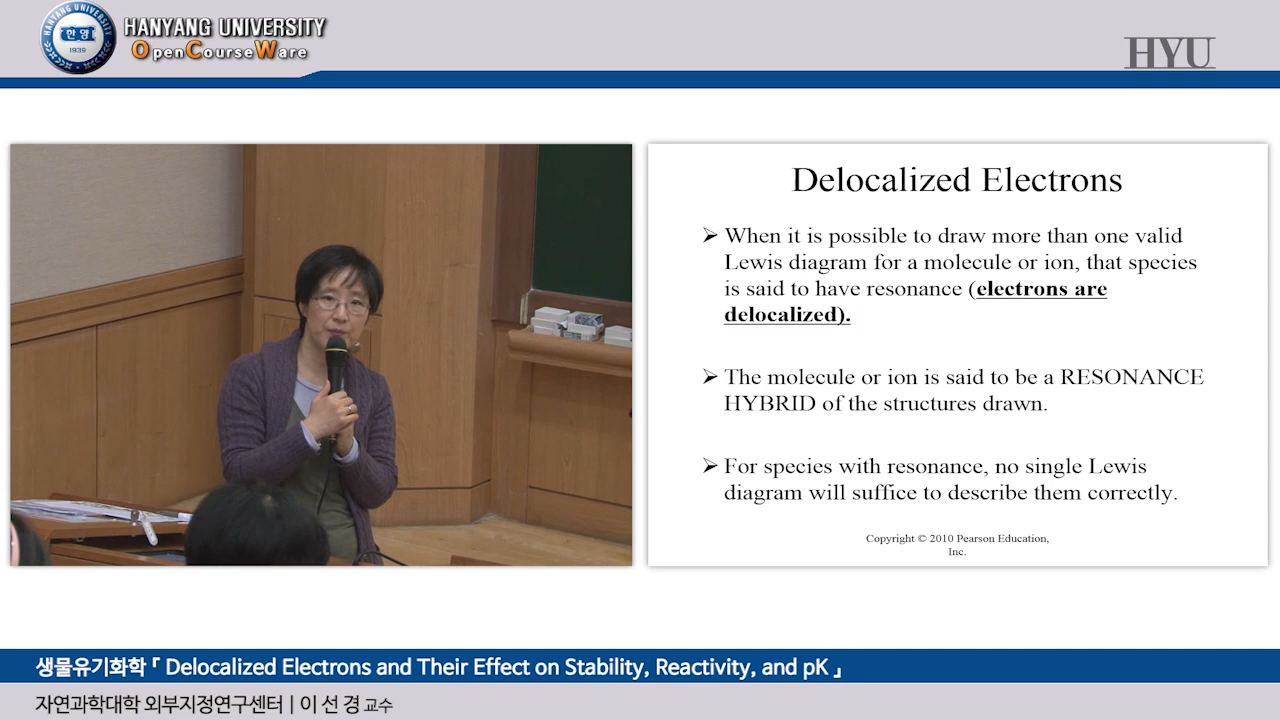 HANYANG UNIVERSITY
한양
1939
HANYANG UNIVERSITY
OpenCourseWare
HYU
Delocalized Electrons
➢ When it is possible to draw more than one valid
Lewis diagram for a molecule or ion, that species
is said to have resonance (electrons are
delocalized).
➢ The molecule or ion is said to be a RESONANCE
HYBRID of the structures drawn.
➢ For species with resonance, no single Lewis
diagram will suffice to describe them correctly.
Copyright © 2010 Pearson Education,
Inc.
생물유기화학 「 Delocalized Electrons and Their Effect on Stability, Reactivity, and pK 」
자연과학대학 외부지정연구센터 | 이 선 경 교수